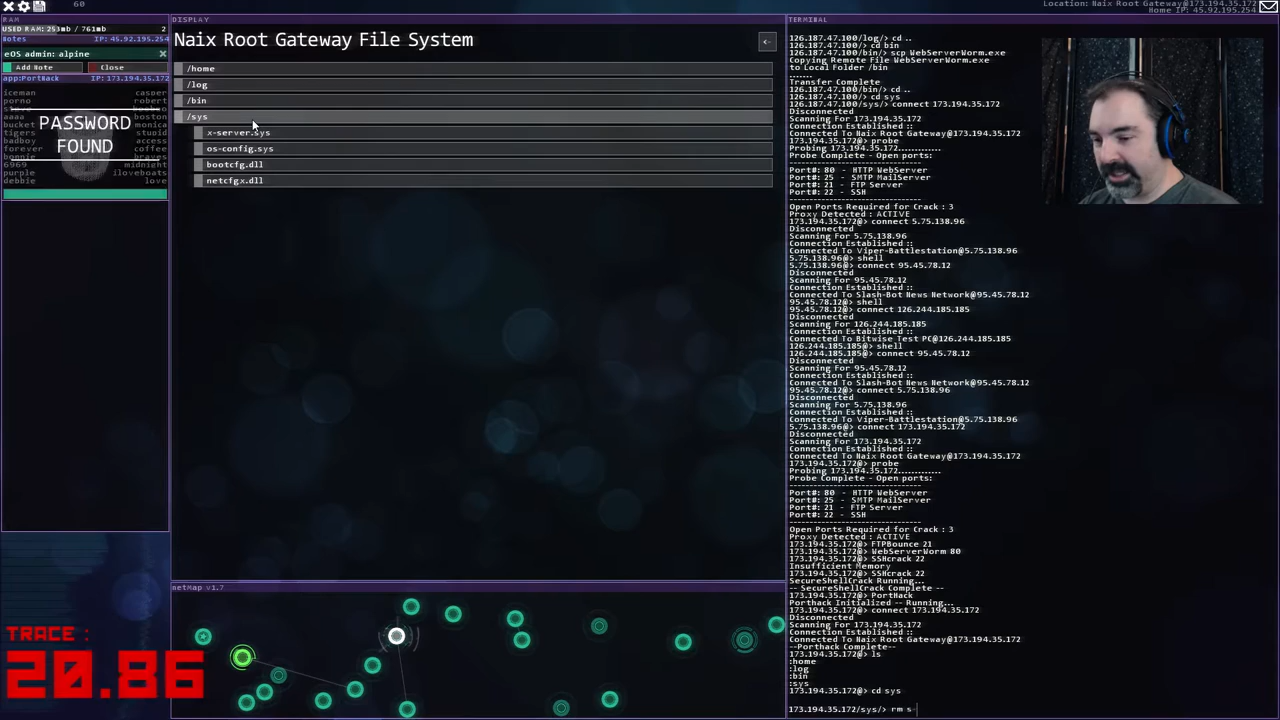 60
Location: Naix Root Gateway@173.194.35.172
Home IP: 45.92.195.254
RAM
USED RAM: 253mb / 761mb
2
Notes
IP: 45.92.195.254
eOS admin: alpine
Add Note
Close
app:PortHack
IP: 173.194.35.172
iceman
casper
porno
robert
aaaa
bucket
monica
tigers
stupid
badboy
access
forever
coffee
bonnie
braves
6969
midnight
purple
iloveboats
debbie
love
PASSWORD
FOUND
TRACE :
20.86
DISPLAY
Naix Root Gateway File System
<-
/home
/log
/bin
/sys
x-server.sys
os-config.sys
bootcfg.dll
netcfgx.dll
netMap v1.7
TERMINAL
126.187.47.100/log/> cd ..
126.187.47.100/> cd bin
126.187.47.100/bin/> scp WebServerWorm.exe
Copying Remote File WebServerWorm.exe
to Local Folder /bin
.......
Transfer Complete
126.187.47.100/bin/> cd ..
126.187.47.100/> cd sys
126.187.47.100/sys/> connect 173.194.35.172
Disconnected
Scanning For 173.194.35.172
Connection Established ::
Connected To Naix Root Gateway@173.194.35.172
173.194.35.172@> probe
Probing 173.194.35.172.............
Probe Complete - Open ports:
---------------------------------
Port#: 80 - HTTP WebServer
Port#: 25 - SMTP MailServer
Port#: 21 - FTP Server
Port#: 22 - SSH
---------------------------------
Open Ports Required for Crack : 3
Proxy Detected : ACTIVE
173.194.35.172@> connect 5.75.138.96
Disconnected
Scanning For 5.75.138.96
Connection Established ::
Connected To Viper-Battlestation@5.75.138.96
5.75.138.96@> shell
5.75.138.96@> connect 95.45.78.12
Disconnected
Scanning For 95.45.78.12
Connection Established ::
Connected To Slash-Bot News Network@95.45.78.12
95.45.78.12@> shell
95.45.78.12@> connect 126.244.185.185
Disconnected
Scanning For 126.244.185.185
Connection Established ::
Connected To Bitwise Test PC@126.244.185.185
126.244.185.185@> shell
126.244.185.185@> connect 95.45.78.12
Disconnected
Scanning For 95.45.78.12
Connection Established ::
Connected To Slash-Bot News Network@95.45.78.12
95.45.78.12@> connect 5.75.138.96
Disconnected
Scanning For 5.75.138.96
Connection Established ::
Connected To Viper-Battlestation@5.75.138.96
5.75.138.96@> connect 173.194.35.172
Disconnected
Scanning For 173.194.35.172
Connection Established ::
Connected To Naix Root Gateway@173.194.35.172
173.194.35.172@> probe
Probing 173.194.35.172.............
Probe Complete - Open ports:
---------------------------------
Port#: 80 - HTTP WebServer
Port#: 25 - SMTP MailServer
Port#: 21 - FTP Server
Port#: 22 - SSH
---------------------------------
Open Ports Required for Crack : 3
Proxy Detected : ACTIVE
173.194.35.172@> FTPBounce 21
173.194.35.172@> WebServerWorm 80
173.194.35.172@> SSHcrack 22
Insufficient Memory
173.194.35.172@> SSHcrack 22
SecureShellCrack Running...
-- SecureShellCrack Complete --
173.194.35.172@> PortHack
Porthack Initialized -- Running...
173.194.35.172@> connect 173.194.35.172
Disconnected
Scanning For 173.194.35.172
Connection Established ::
Connected To Naix Root Gateway@173.194.35.172
--Porthack Complete--
173.194.35.172@> ls
:home
:log
:bin
:sys
173.194.35.172@> cd sys
173.194.35.172/sys/> rm s